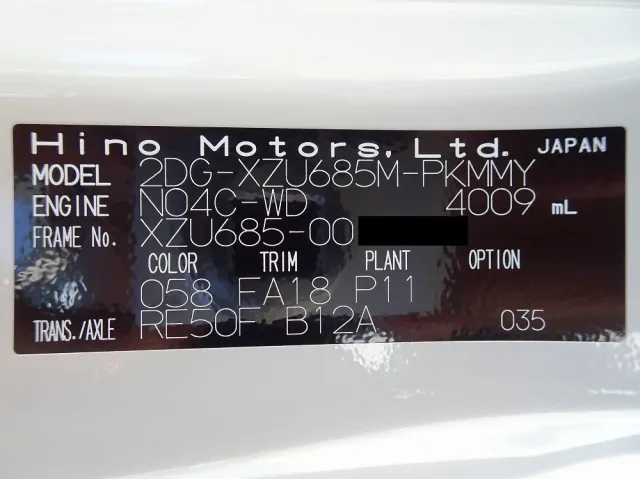 Hino Motors, Ltd. JAPAN
MODEL 2DG-XZU685M-PKMMY
ENGINE N04C-WD 4009 mL
FRAME No. XZU685-00
COLOR TRIM PLANT OPTION
058 FA18 P11
TRANS./AXLE RE50F B12A 035